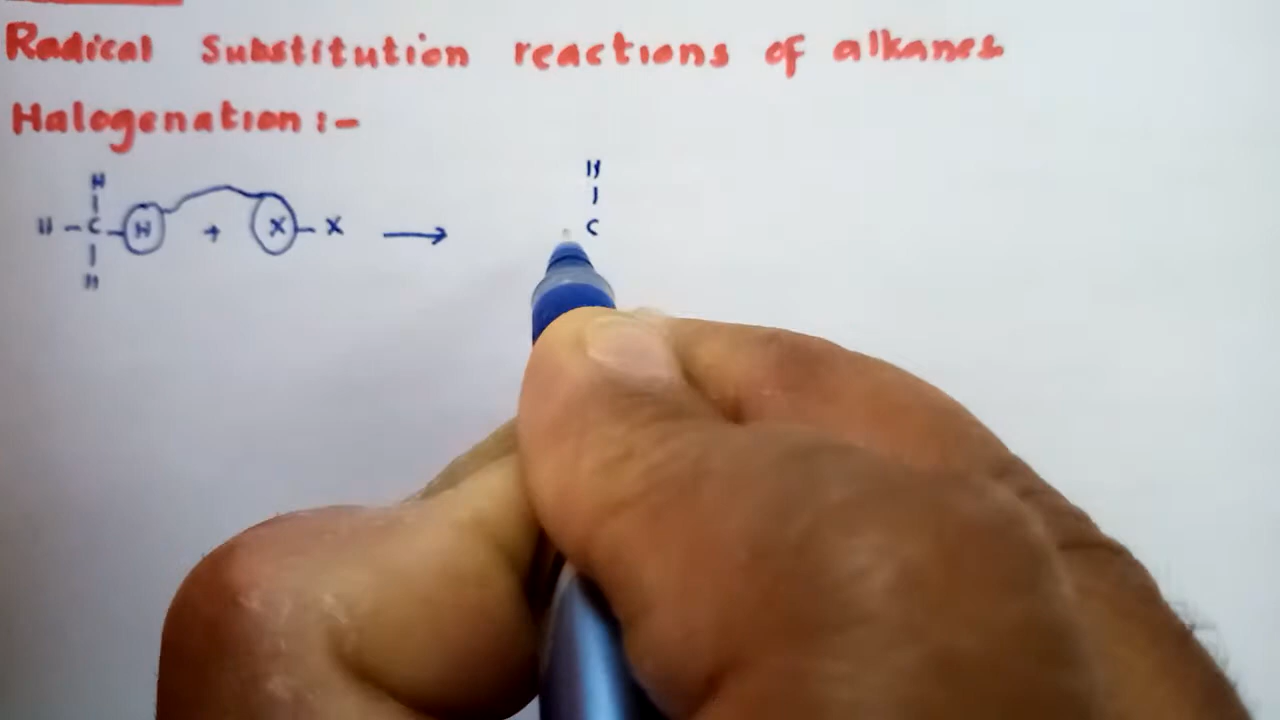 Radical Substitution reactions of alkanes
Halogenation :-
H H
| |
H - C - H + X - X → C
|
H